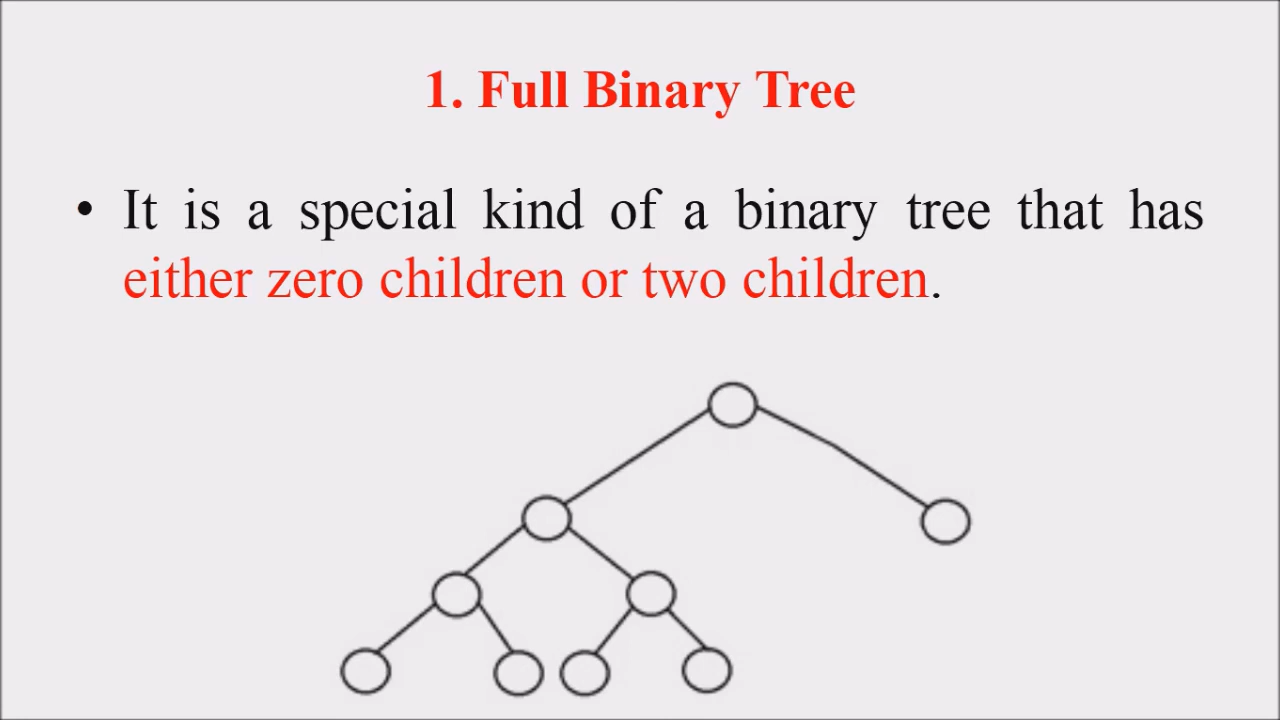 1. Full Binary Tree
• It is a special kind of a binary tree that has
either zero children or two children.